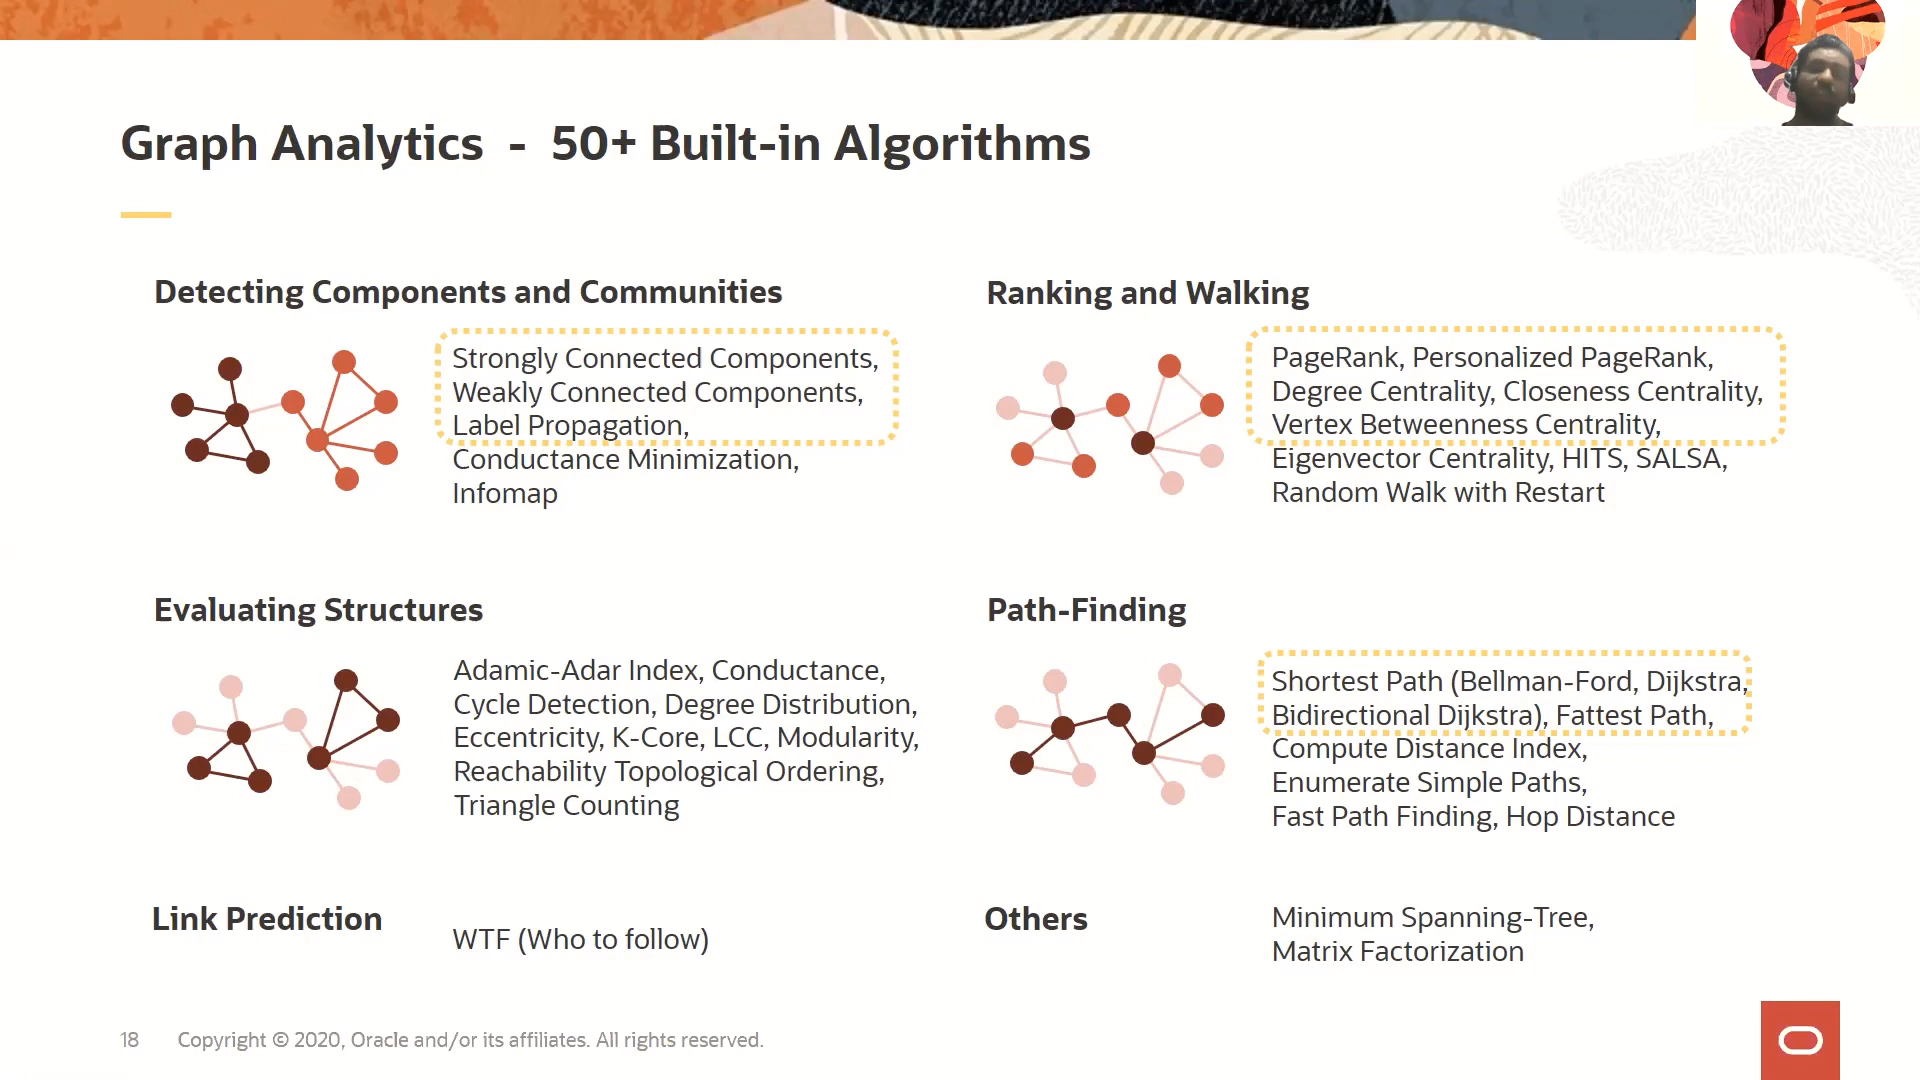 Graph Analytics - 50+ Built-in Algorithms
Detecting Components and Communities
Strongly Connected Components,
Weakly Connected Components,
Label Propagation,
Conductance Minimization,
Infomap
Ranking and Walking
PageRank, Personalized PageRank,
Degree Centrality, Closeness Centrality,
Vertex Betweenness Centrality,
Eigenvector Centrality, HITS, SALSA,
Random Walk with Restart
Evaluating Structures
Adamic-Adar Index, Conductance,
Cycle Detection, Degree Distribution,
Eccentricity, K-Core, LCC, Modularity,
Reachability Topological Ordering,
Triangle Counting
Path-Finding
Shortest Path (Bellman-Ford, Dijkstra,
Bidirectional Dijkstra), Fattest Path,
Compute Distance Index,
Enumerate Simple Paths,
Fast Path Finding, Hop Distance
Link Prediction
WTF (Who to follow)
Others
Minimum Spanning-Tree,
Matrix Factorization
18 Copyright © 2020, Oracle and/or its affiliates. All rights reserved.